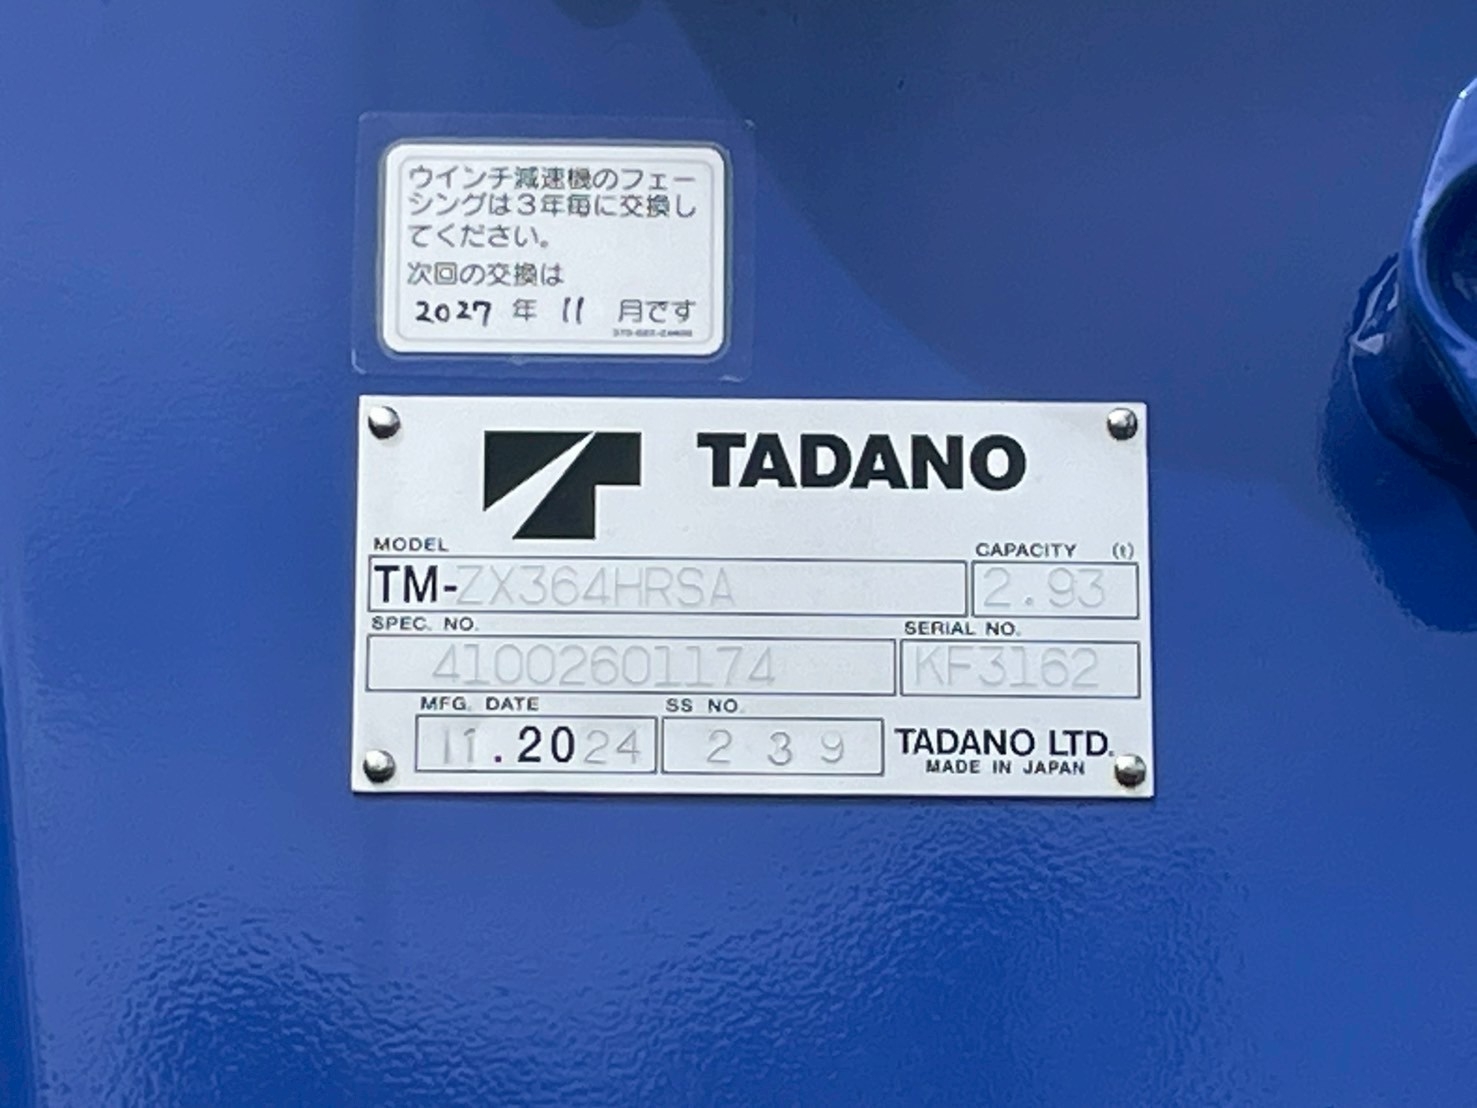 ウインチ減速機のフェー
シングは3年毎に交換し
てください。
次回の交換は
2027 年 11 月です
TADANO
MODEL
CAPACITY (t)
TM-ZX364HRSA
2.93
SPEC. NO.
SERIAL NO.
41002601174
KF3162
MFG. DATE
SS NO.
11.2024
239
TADANO LTD.
MADE IN JAPAN